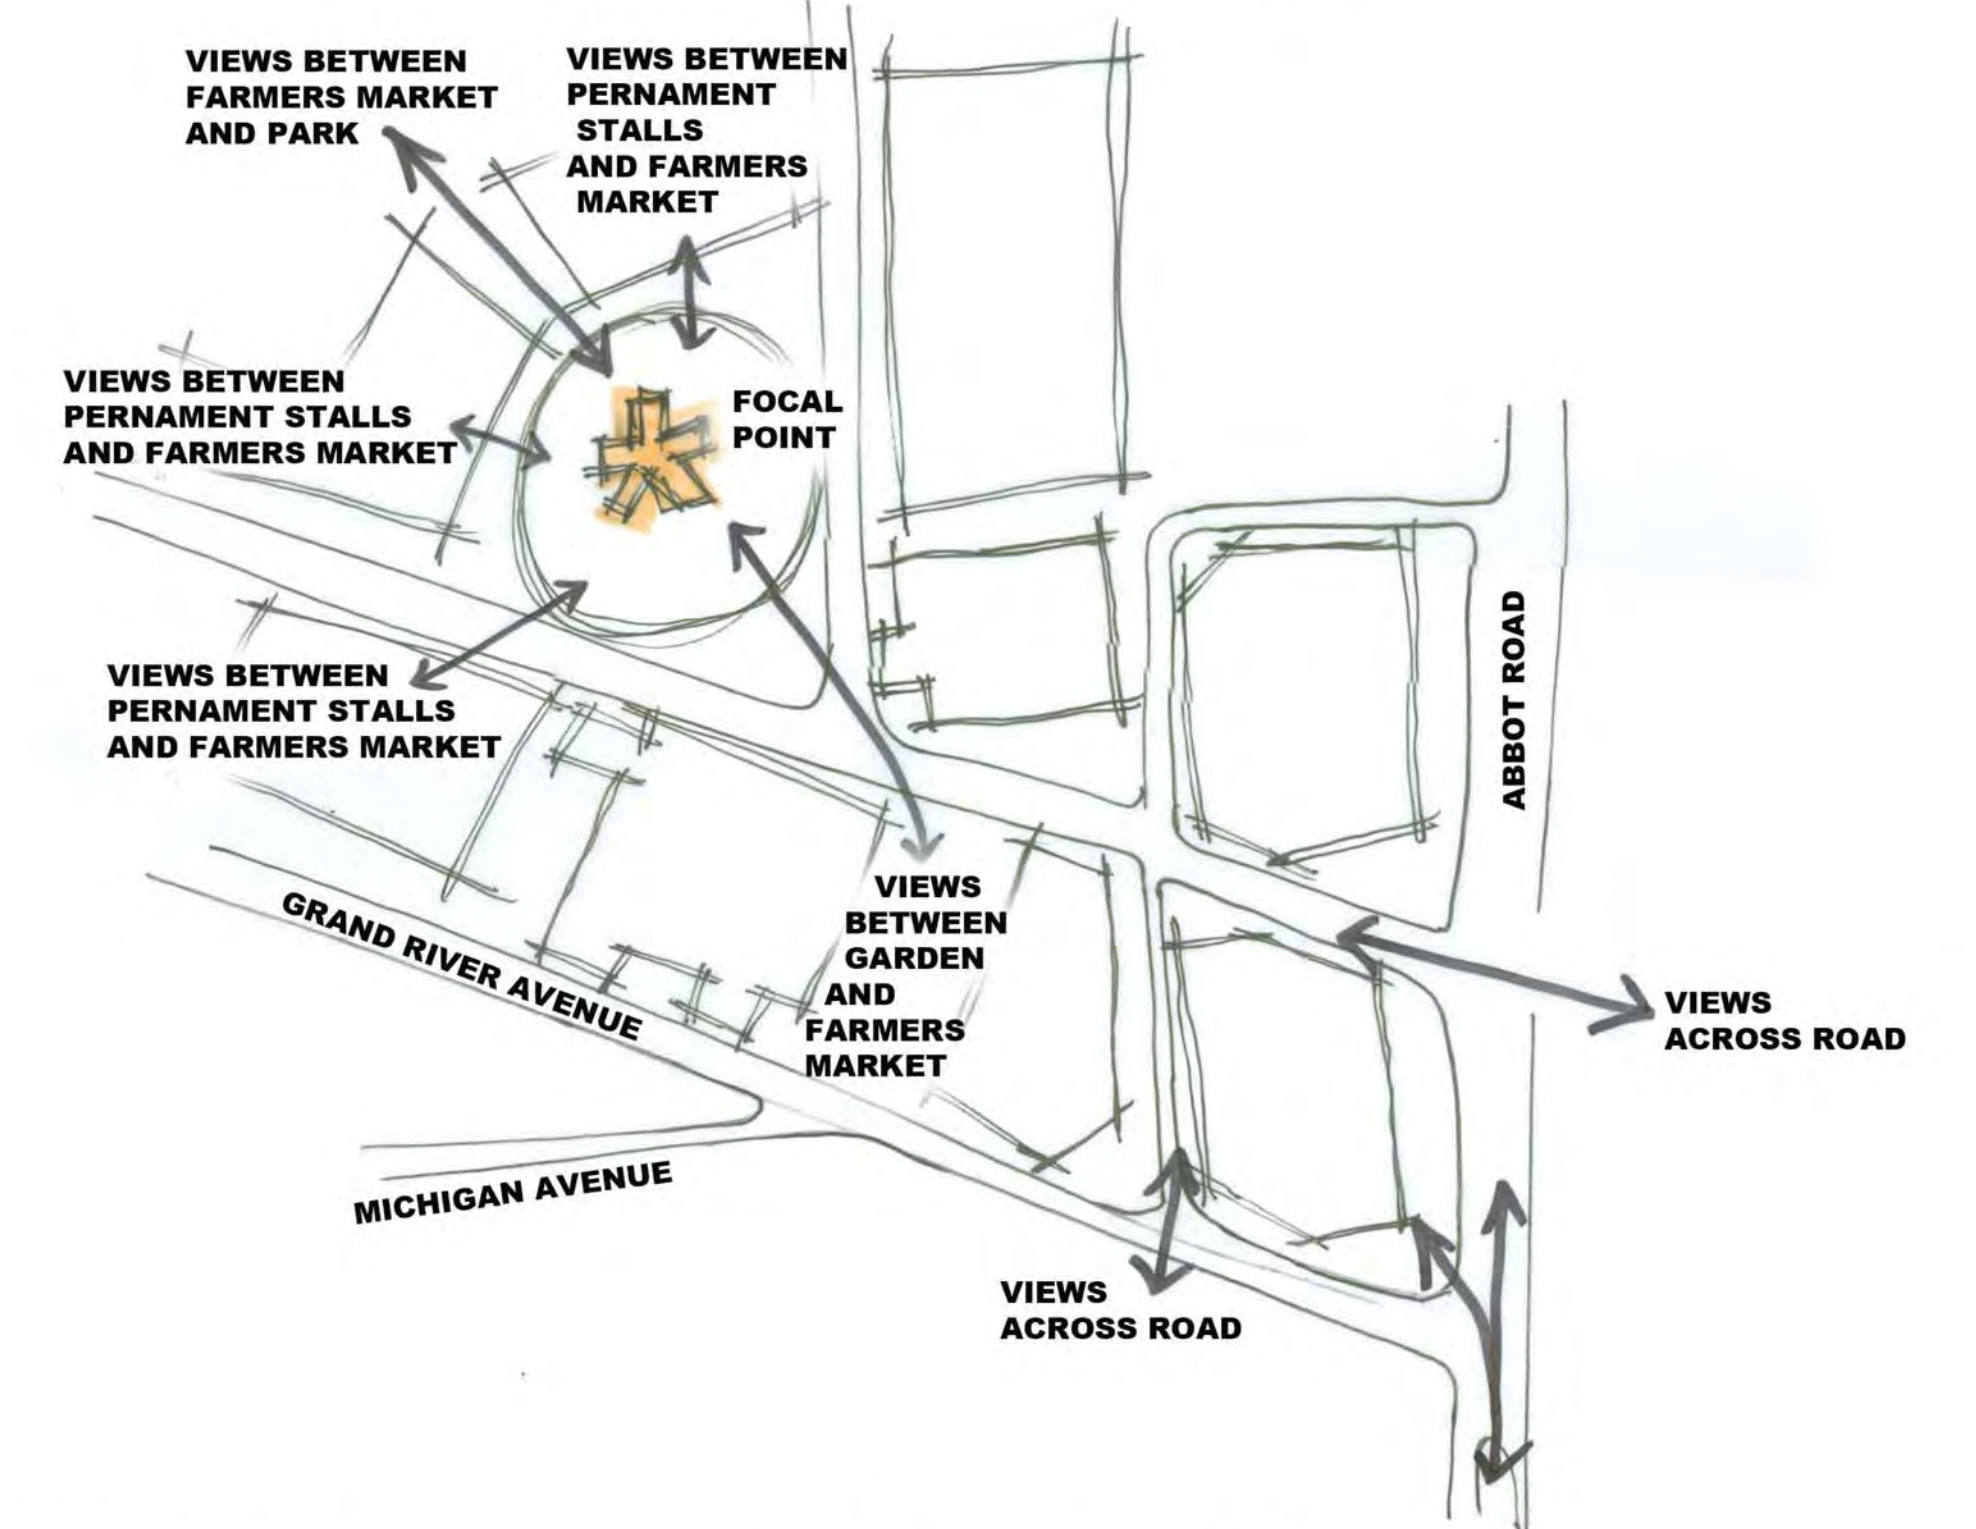 VIEWS BETWEEN
FARMERS MARKET
AND PARK
VIEWS BETWEEN
PERNAMENT
STALLS
AND FARMERS
MARKET
VIEWS BETWEEN
PERNAMENT STALLS
AND FARMERS MARKET
FOCAL
POINT
VIEWS BETWEEN
PERNAMENT STALLS
AND FARMERS MARKET
ABBOT ROAD
GRAND RIVER AVENUE
VIEWS
BETWEEN
GARDEN
AND
FARMERS
MARKET
VIEWS
ACROSS ROAD
MICHIGAN AVENUE
VIEWS
ACROSS ROAD